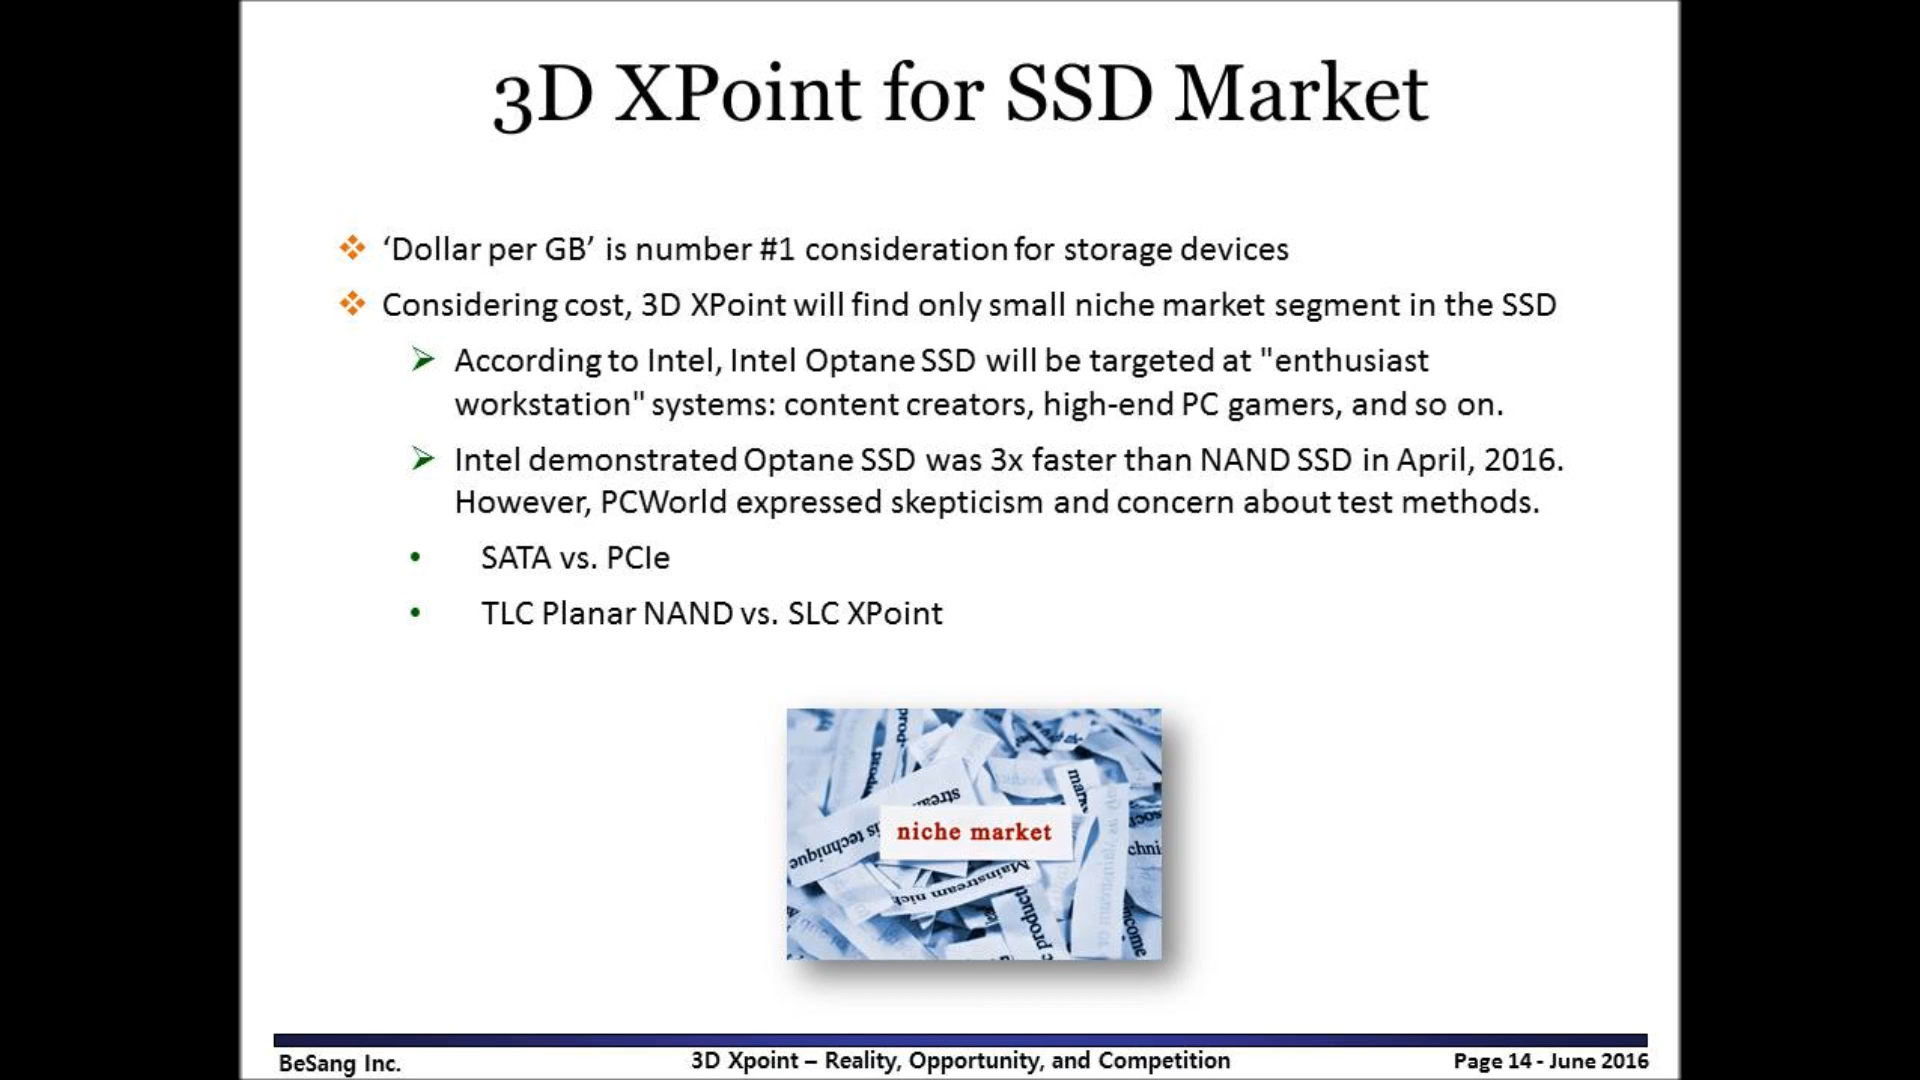 3D XPoint for SSD Market
‘Dollar per GB’ is number #1 consideration for storage devices
Considering cost, 3D XPoint will find only small niche market segment in the SSD
According to Intel, Intel Optane SSD will be targeted at "enthusiast
workstation" systems: content creators, high-end PC gamers, and so on.
Intel demonstrated Optane SSD was 3x faster than NAND SSD in April, 2016.
However, PCWorld expressed skepticism and concern about test methods.
SATA vs. PCIe
TLC Planar NAND vs. SLC XPoint
niche market
Mainstream nich
product
BeSang Inc.
3D Xpoint – Reality, Opportunity, and Competition
Page 14 - June 2016